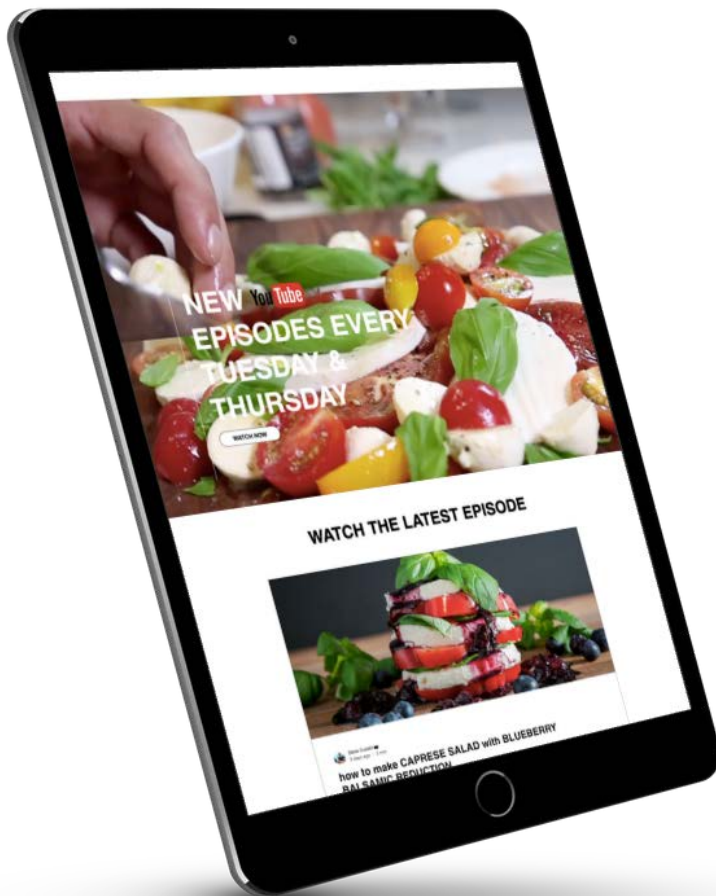 NEW YouTube
EPISODES EVERY
TUESDAY &
THURSDAY
WATCH NOW
WATCH THE LATEST EPISODE
how to make CAPRESE SALAD with BLUEBERRY
BALSAMIC REDUCTION